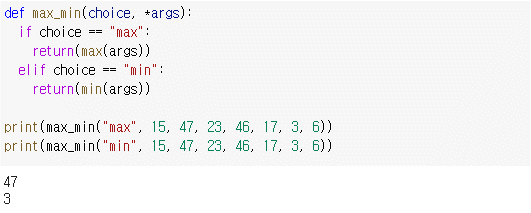 def max_min(choice, *args):
  if choice == "max":
    return(max(args))
  elif choice == "min":
    return(min(args))

print(max_min("max", 15, 47, 23, 46, 17, 3, 6))
print(max_min("min", 15, 47, 23, 46, 17, 3, 6))

47
3